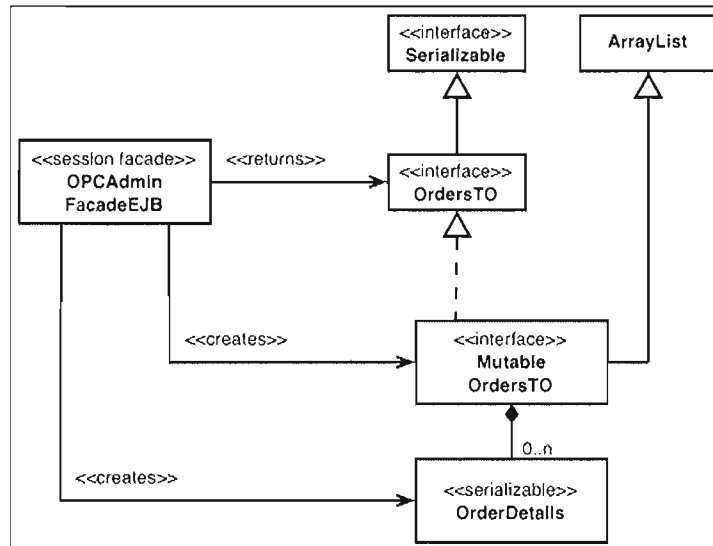 <<interface>>
Serializable
ArrayList
<<session facade>>
OPCAdmin
FacadeEJB
<<returns>>
<<interface>>
OrdersTO
<<creates>>
<<interface>>
Mutable
OrdersTO
0..n
<<creates>>
<<serializable>>
OrderDetails